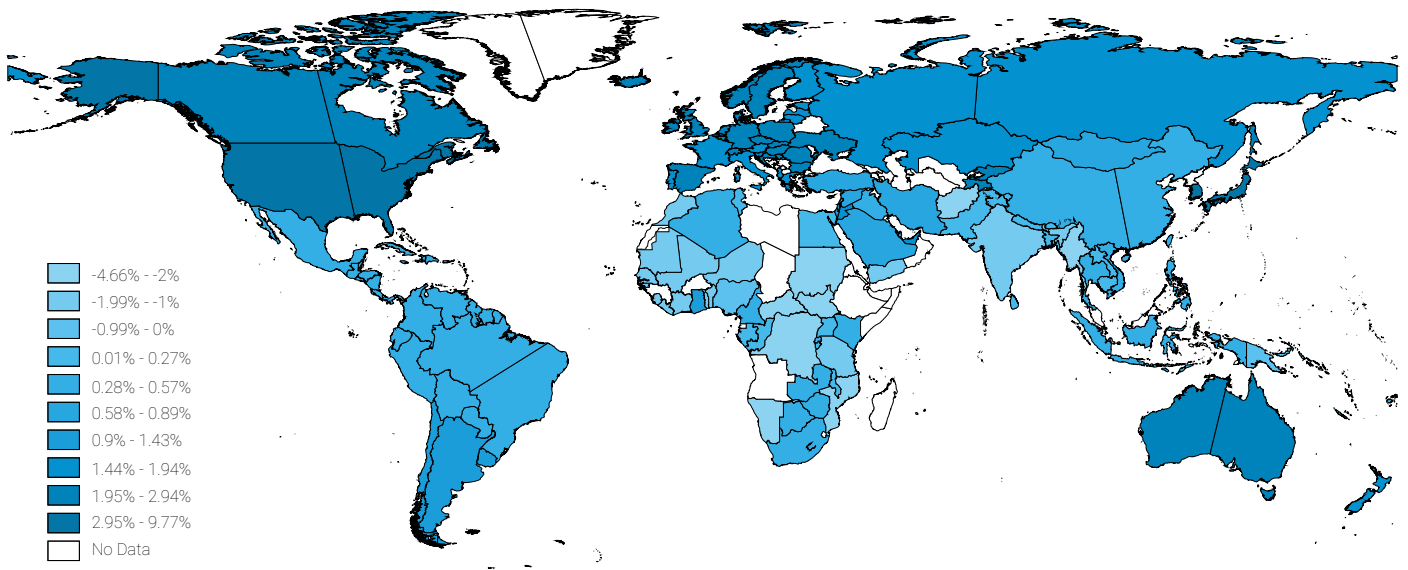 -4.66% - -2%
-1.99% - -1%
-0.99% - 0%
0.01% - 0.27%
0.28% - 0.57%
0.58% - 0.89%
0.9% - 1.43%
1.44% - 1.94%
1.95% - 2.94%
2.95% - 9.77%
No Data